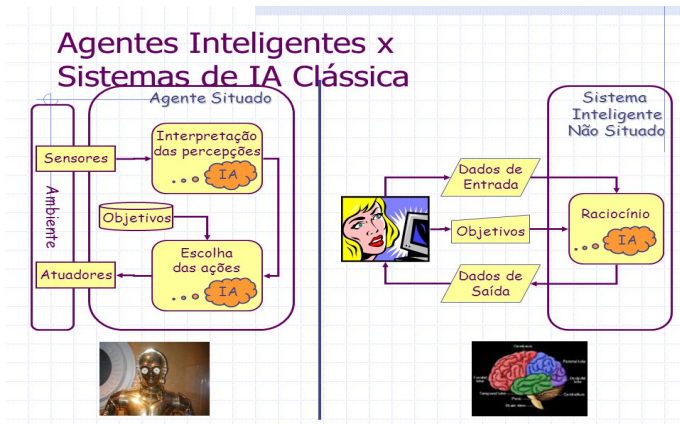 Agentes Inteligentes x
Sistemas de IA Clássica
Agente Situado
Interpretação
das percepções
IA
Sensores
Ambiente
Objetivos
Escolha
das ações
IA
Atuadores
Sistema
Inteligente
Não Situado
Dados de
Entrada
Objetivos
Raciocínio
IA
Dados de
Saída
Cerebellum